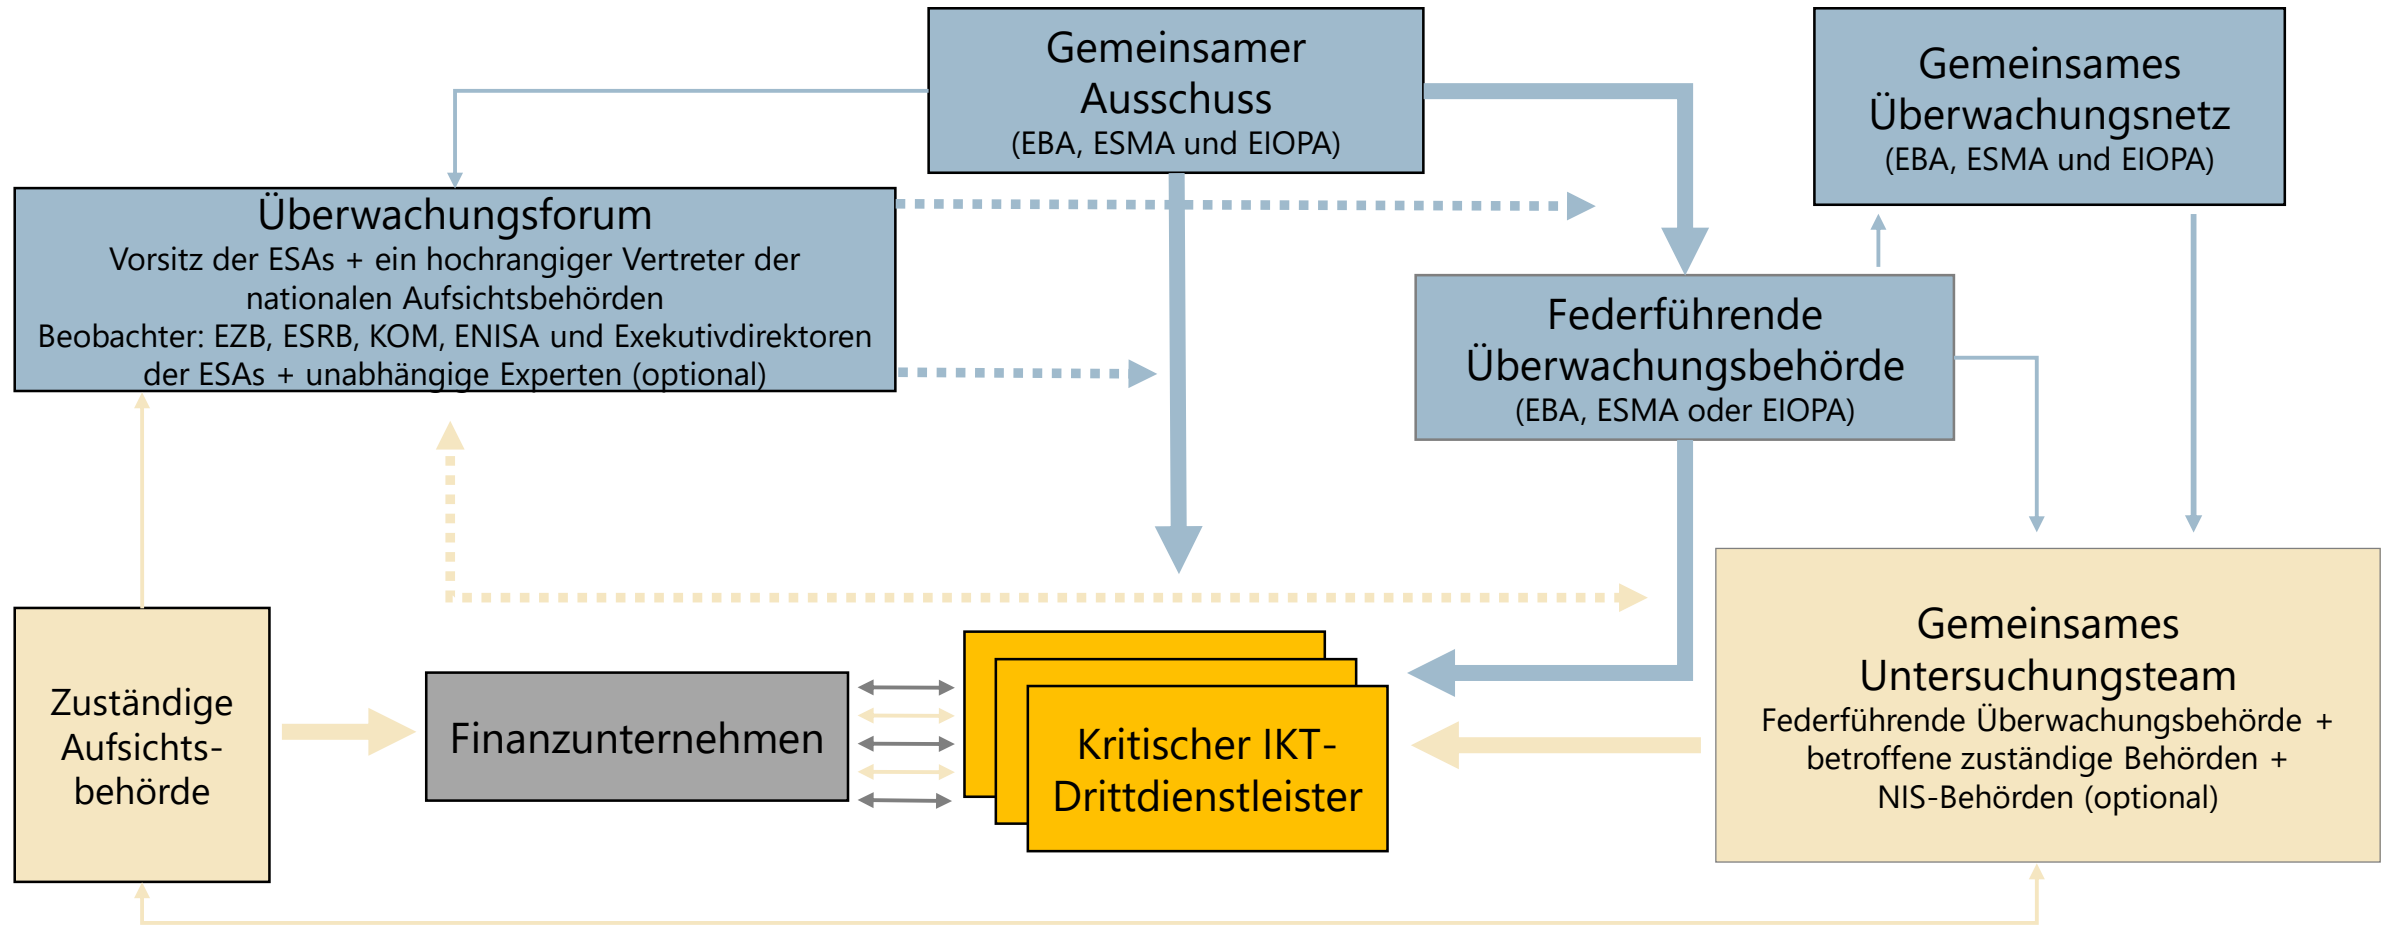 Gemeinsamer
Ausschuss
(EBA, ESMA und EIOPA)
Gemeinsames
Überwachungsnetz
(EBA, ESMA und EIOPA)
Überwachungsforum
Vorsitz der ESAs + ein hochrangiger Vertreter der
nationalen Aufsichtsbehörden
Beobachter: EZB, ESRB, KOM, ENISA und Exekutivdirektoren
der ESAs + unabhängige Experten (optional)
Federführende
Überwachungsbehörde
(EBA, ESMA oder EIOPA)
Zuständige
Aufsichts-
behörde
Finanzunternehmen
Kritischer IKT-
Drittdienstleister
Gemeinsames
Untersuchungsteam
Federführende Überwachungsbehörde +
betroffene zuständige Behörden +
NIS-Behörden (optional)